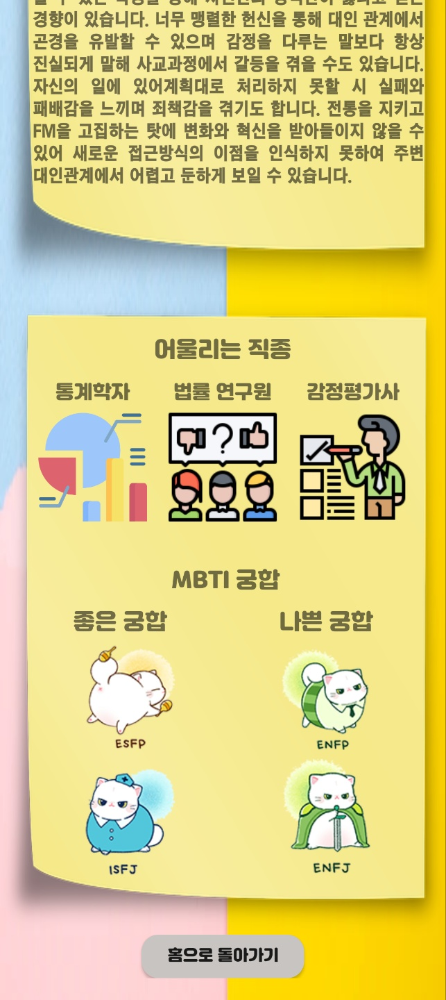 경향이 있습니다. 너무 맹렬한 헌신을 통해 대인 관계에서
곤경을 유발할 수 있으며 감정을 다루는 말보다 항상
진실되게 말해 사교과정에서 갈등을 겪을 수도 있습니다.
자신의 일에 있어계획대로 처리하지 못할 시 실패와
패배감을 느끼며 죄책감을 겪기도 합니다. 전통을 지키고
FM을 고집하는 탓에 변화와 혁신을 받아들이지 않을 수
있어 새로운 접근방식의 이점을 인식하지 못하여 주변
대인관계에서 어렵고 둔하게 보일 수 있습니다.
어울리는 직종
통계학자 법률 연구원 감정평가사
?
MBTI 궁합
좋은 궁합 나쁜 궁합
ESFP ENFP
ISFJ ENFJ
홈으로 돌아가기